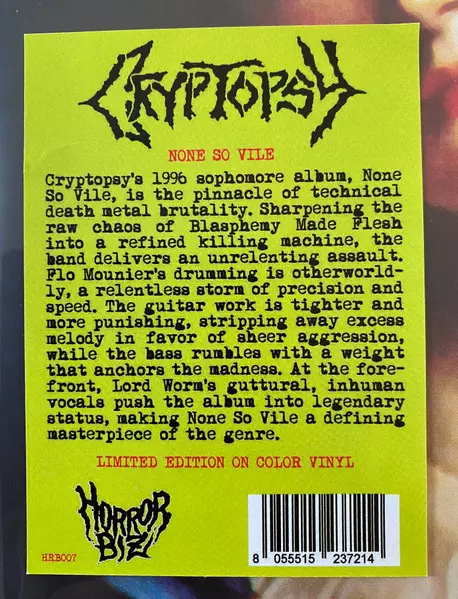 CRYPTOPSY
NONE SO VILE
Cryptopsy's 1996 sophomore album, None
So Vile, is the pinnacle of technical
death metal brutality. Sharpening the
raw chaos of Blasphemy Made Flesh
into a refined killing machine, the
band delivers an unrelenting assault.
Flo Mounier's drumming is otherworld-
ly, a relentless storm of precision and
speed. The guitar work is tighter and
more punishing, stripping away excess
melody in favor of sheer aggression,
while the bass rumbles with a weight
that anchors the madness. At the fore-
front, Lord Worm's guttural, inhuman
vocals push the album into legendary
status, making None So Vile a defining
masterpiece of the genre.
LIMITED EDITION ON COLOR VINYL
HORROR
BIZ
HRB007
8 055515 237214